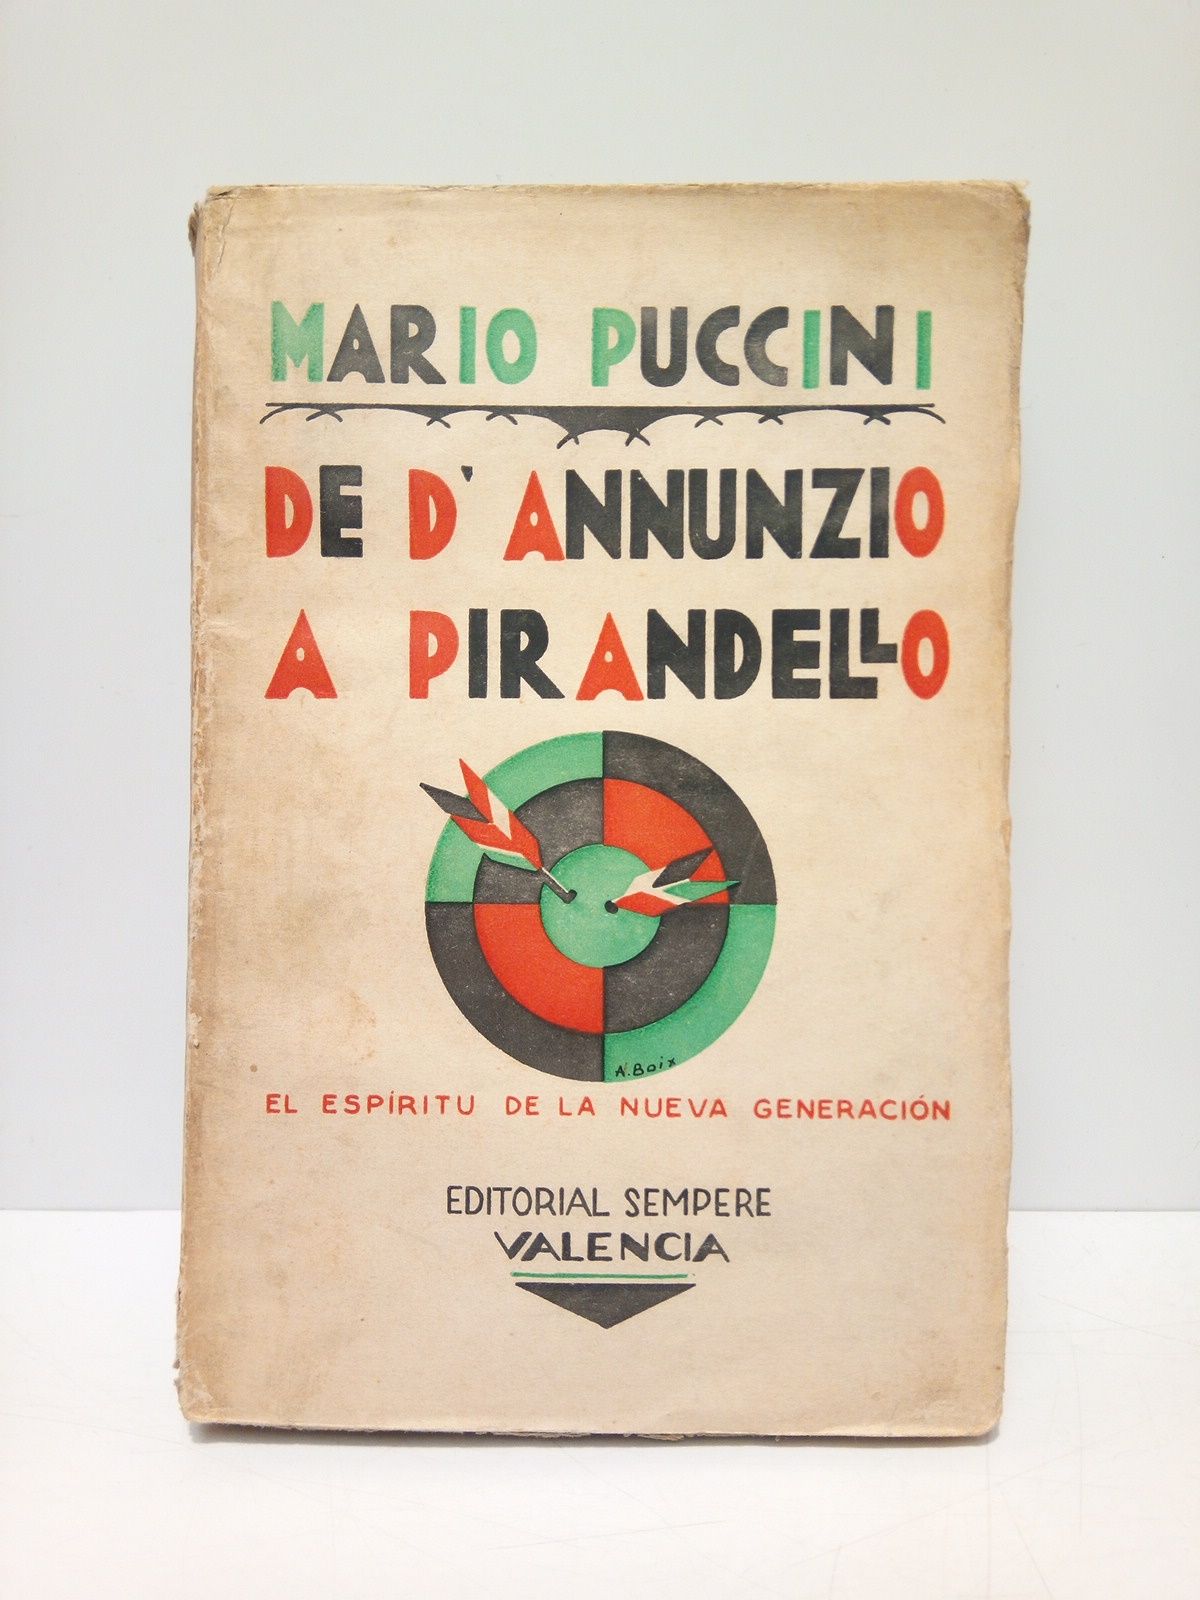 MARIO PUCCINI
DE D'ANNUNZIO
A PIRANDELLO
A. Boix
EL ESPÍRITU DE LA NUEVA GENERACIÓN
EDITORIAL SEMPERE
VALENCIA